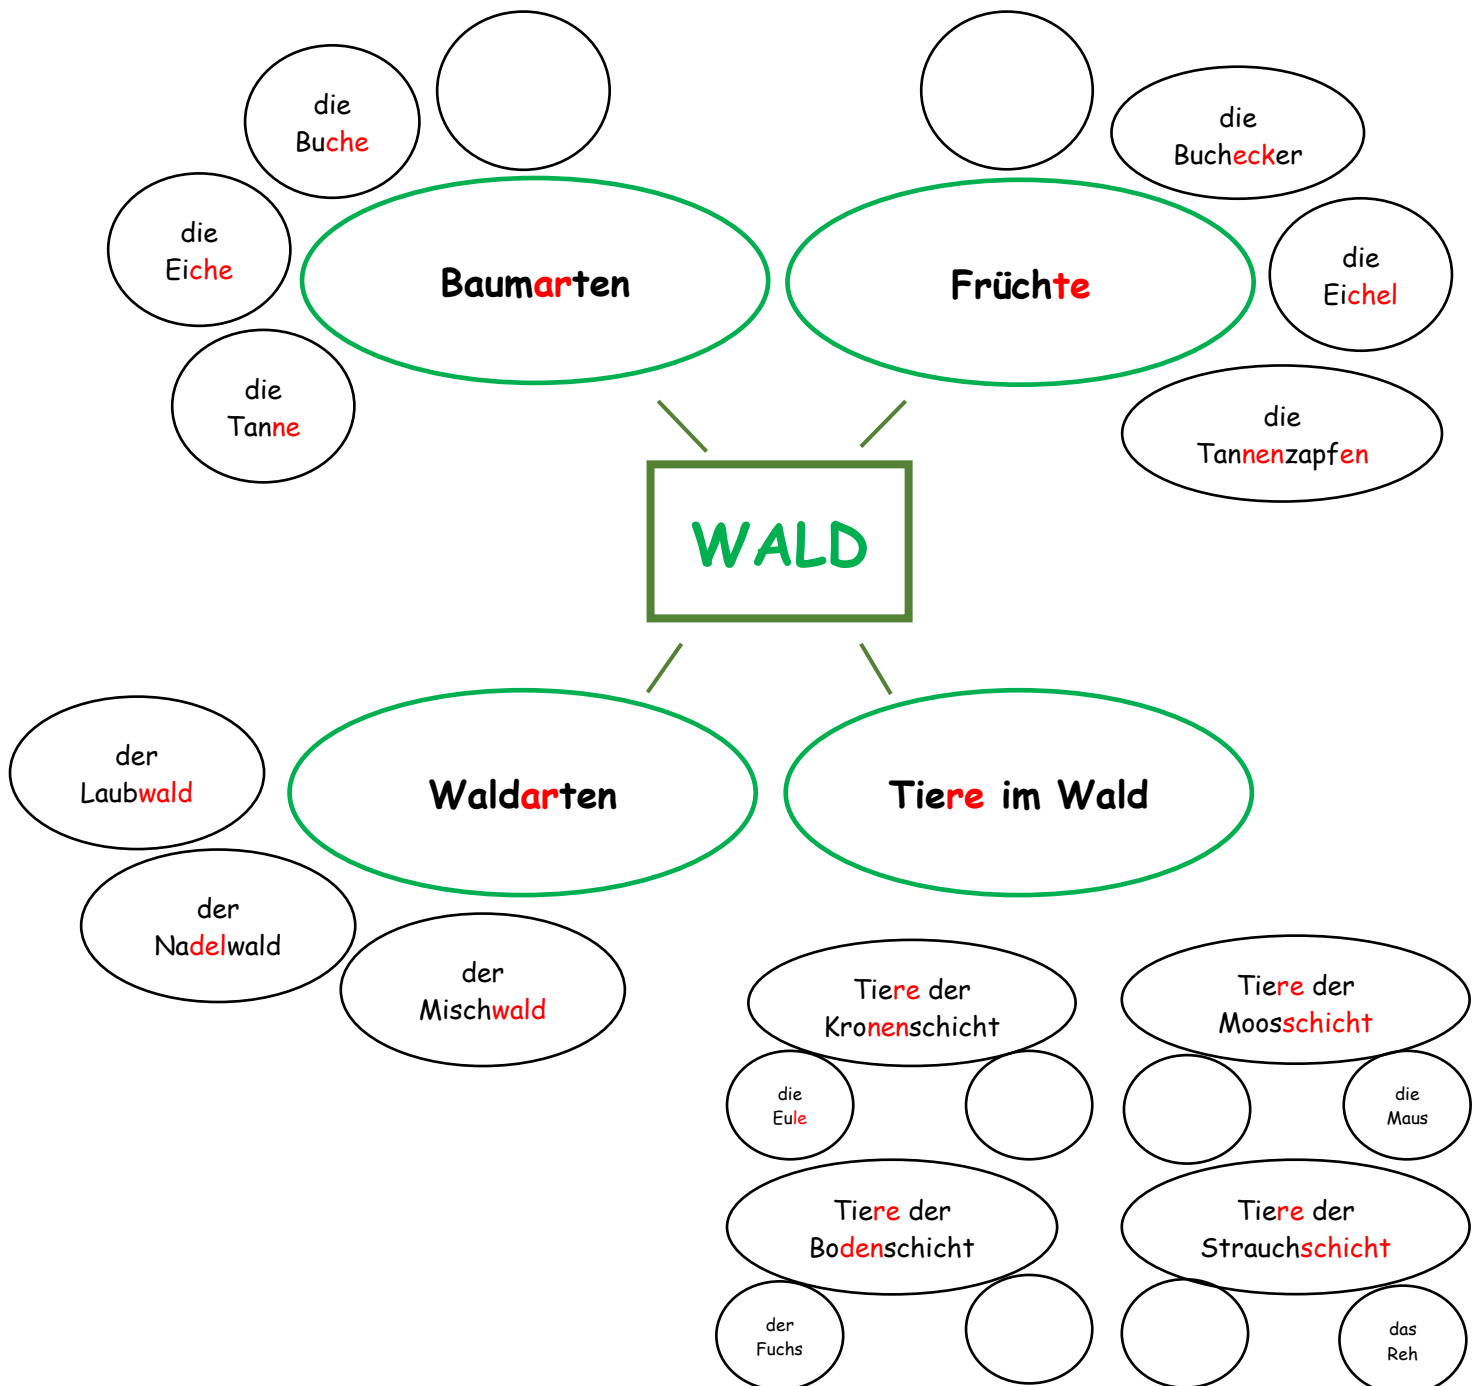 die
Buche
die
Buchecker
die
Eiche
die
Eichel
Baumarten
Früchte
die
Tanne
die
Tannenzapfen
WALD
der
Laubwald
Waldarten
Tiere im Wald
der
Nadelwald
der
Mischwald
Tiere der
Kronenschicht
Tiere der
Moosschicht
die
Eule
die
Maus
Tiere der
Bodenschicht
Tiere der
Strauchschicht
der
Fuchs
das
Reh